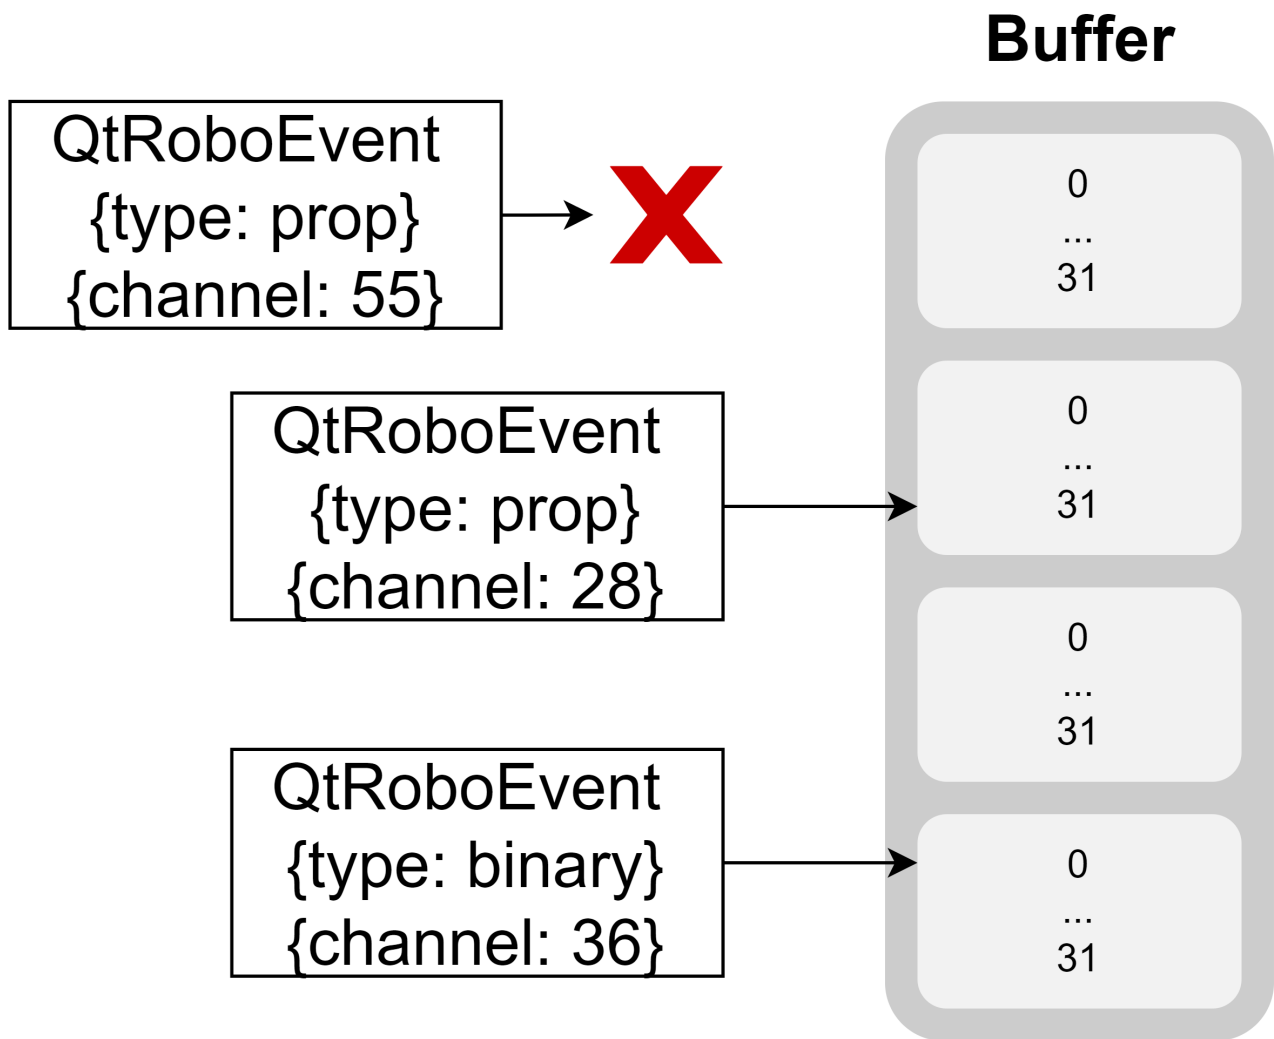 Buffer
QtRoboEvent
{type: prop}
{channel: 55}
QtRoboEvent
{type: prop}
{channel: 28}
QtRoboEvent
{type: binary}
{channel: 36}
0
...
31
0
...
31
0
...
31
0
...
31